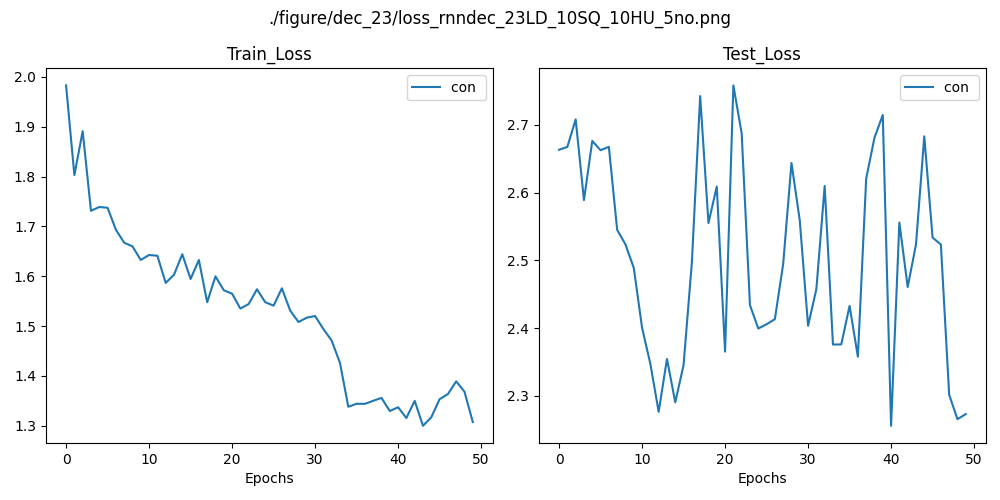 ./figure/dec_23/loss_rnndec_23LD_10SQ_10HU_5no.png
Train_Loss
con
2.0
1.9
1.8
1.7
1.6
1.5
1.4
1.3
0 10 20 30 40 50
Epochs
Test_Loss
con
2.7
2.6
2.5
2.4
2.3
0 10 20 30 40 50
Epochs